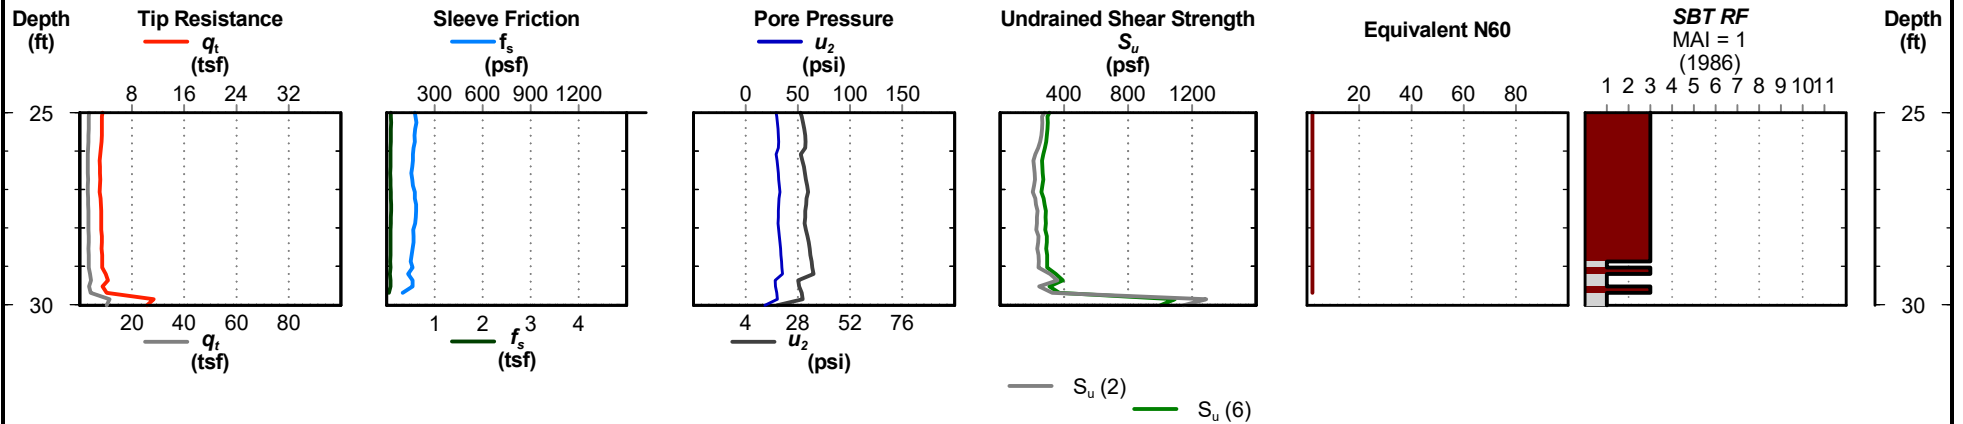 Depth
(ft)
Tip Resistance
qt
(tsf)
8 16 24 32
Sleeve Friction
fs
(psf)
300 600 900 1200
Pore Pressure
u2
(psi)
0 50 100 150
Undrained Shear Strength
Su
(psf)
400 800 1200
Equivalent N60
20 40 60 80
SBT RF
MAI = 1
(1986)
1 2 3 4 5 6 7 8 9 10 11
Depth
(ft)
25
25
30
30
20 40 60 80
qt
(tsf)
1 2 3 4
fs
(tsf)
4 28 52 76
u2
(psi)
Su (2)
Su (6)